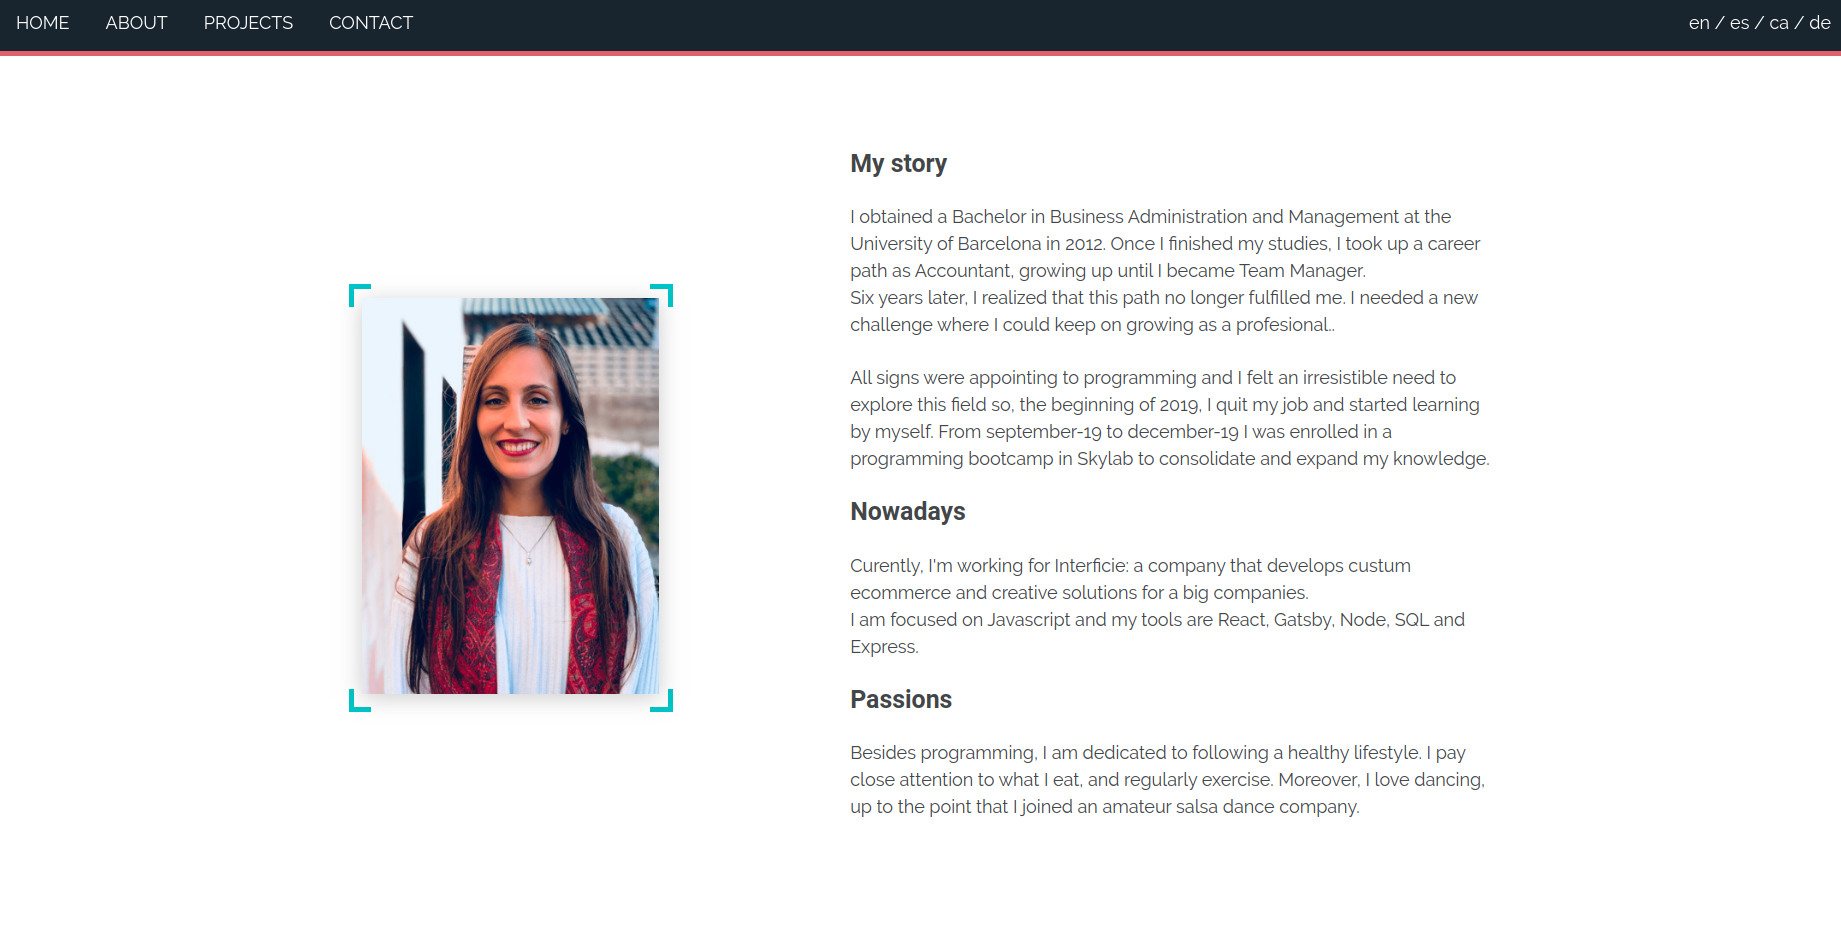 HOME ABOUT PROJECTS CONTACT en / es / ca / de
My story
I obtained a Bachelor in Business Administration and Management at the
University of Barcelona in 2012. Once I finished my studies, I took up a career
path as Accountant, growing up until I became Team Manager.
Six years later, I realized that this path no longer fulfilled me. I needed a new
challenge where I could keep on growing as a profesional..
All signs were appointing to programming and I felt an irresistible need to
explore this field so, the beginning of 2019, I quit my job and started learning
by myself. From september-19 to december-19 I was enrolled in a
programming bootcamp in Skylab to consolidate and expand my knowledge.
Nowadays
Curently, I'm working for Interficie: a company that develops custum
ecommerce and creative solutions for a big companies.
I am focused on Javascript and my tools are React, Gatsby, Node, SQL and
Express.
Passions
Besides programming, I am dedicated to following a healthy lifestyle. I pay
close attention to what I eat, and regularly exercise. Moreover, I love dancing,
up to the point that I joined an amateur salsa dance company.